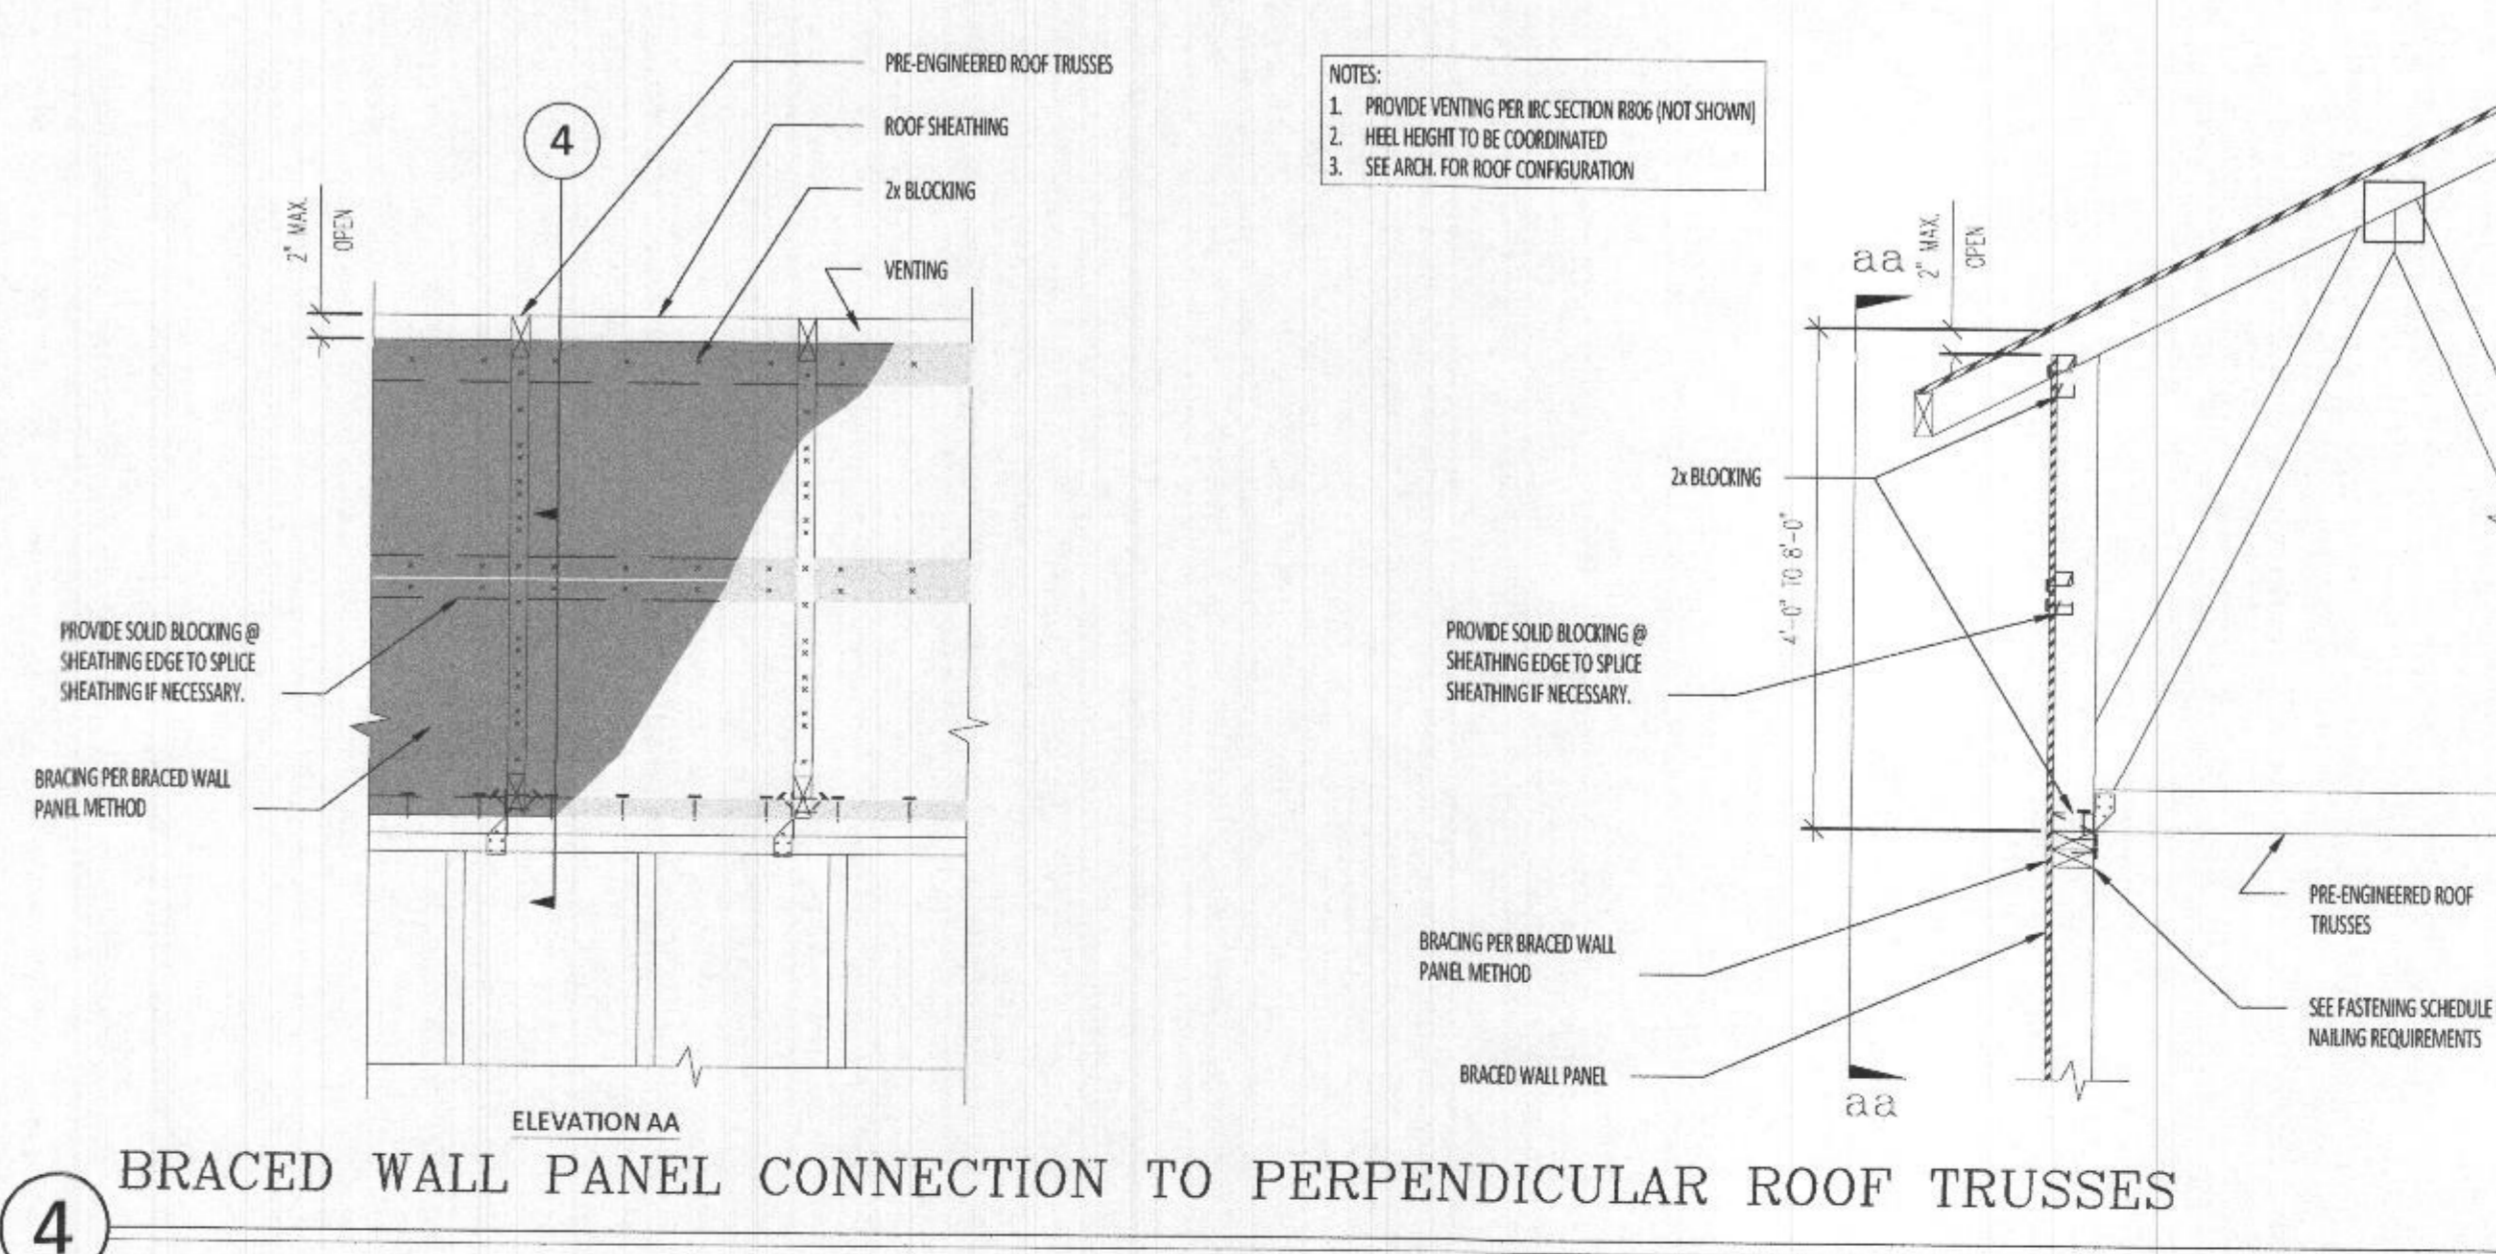 PRE-ENGINEERED ROOF TRUSSES
4
ROOF SHEATHING
2x BLOCKING
VENTING
2" MAX.
OPEN
PROVIDE SOLID BLOCKING @
SHEATHING EDGE TO SPLICE
SHEATHING IF NECESSARY.
BRACING PER BRACED WALL
PANEL METHOD
ELEVATION AA
NOTES:
1. PROVIDE VENTING PER IRC SECTION R806 (NOT SHOWN)
2. HEEL HEIGHT TO BE COORDINATED
3. SEE ARCH. FOR ROOF CONFIGURATION
aa
2" MAX.
OPEN
2x BLOCKING
4'-0" TO 8'-0"
PROVIDE SOLID BLOCKING @
SHEATHING EDGE TO SPLICE
SHEATHING IF NECESSARY.
BRACING PER BRACED WALL
PANEL METHOD
BRACED WALL PANEL
aa
PRE-ENGINEERED ROOF
TRUSSES
SEE FASTENING SCHEDULE
NAILING REQUIREMENTS
4 BRACED WALL PANEL CONNECTION TO PERPENDICULAR ROOF TRUSSES